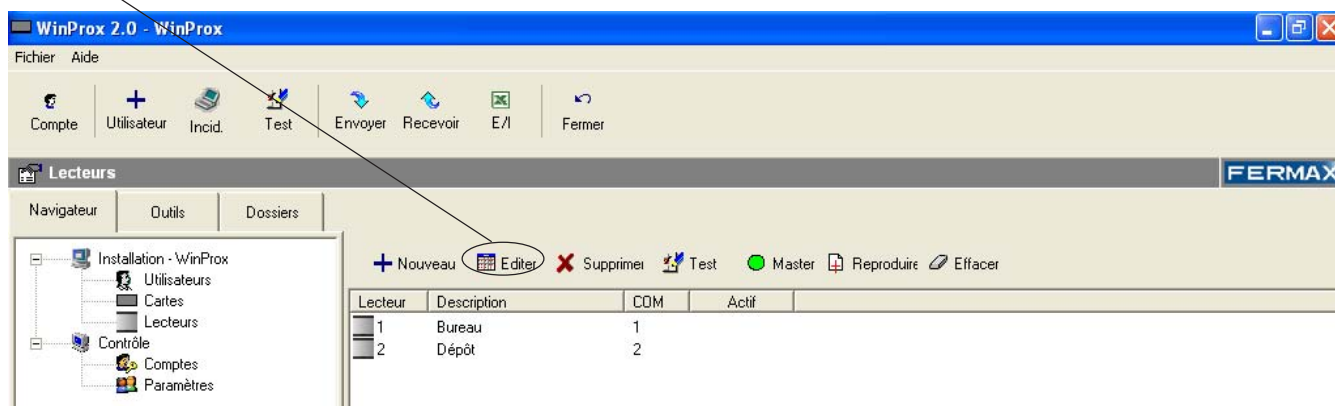 WinProx 2.0 - WinProx
Fichier Aide
Compte Utilisateur Incid. Test Envoyer Recevoir E/I Fermer
Lecteurs FERMAX
Navigateur Outils Dossiers
Nouveau Editer Supprimer Test Master Reproduire Effacer
Installation - WinProx
Utilisateurs
Cartes
Lecteurs
Contrôle
Comptes
Paramètres
Lecteur Description COM Actif
1 Bureau 1
2 Dépôt 2